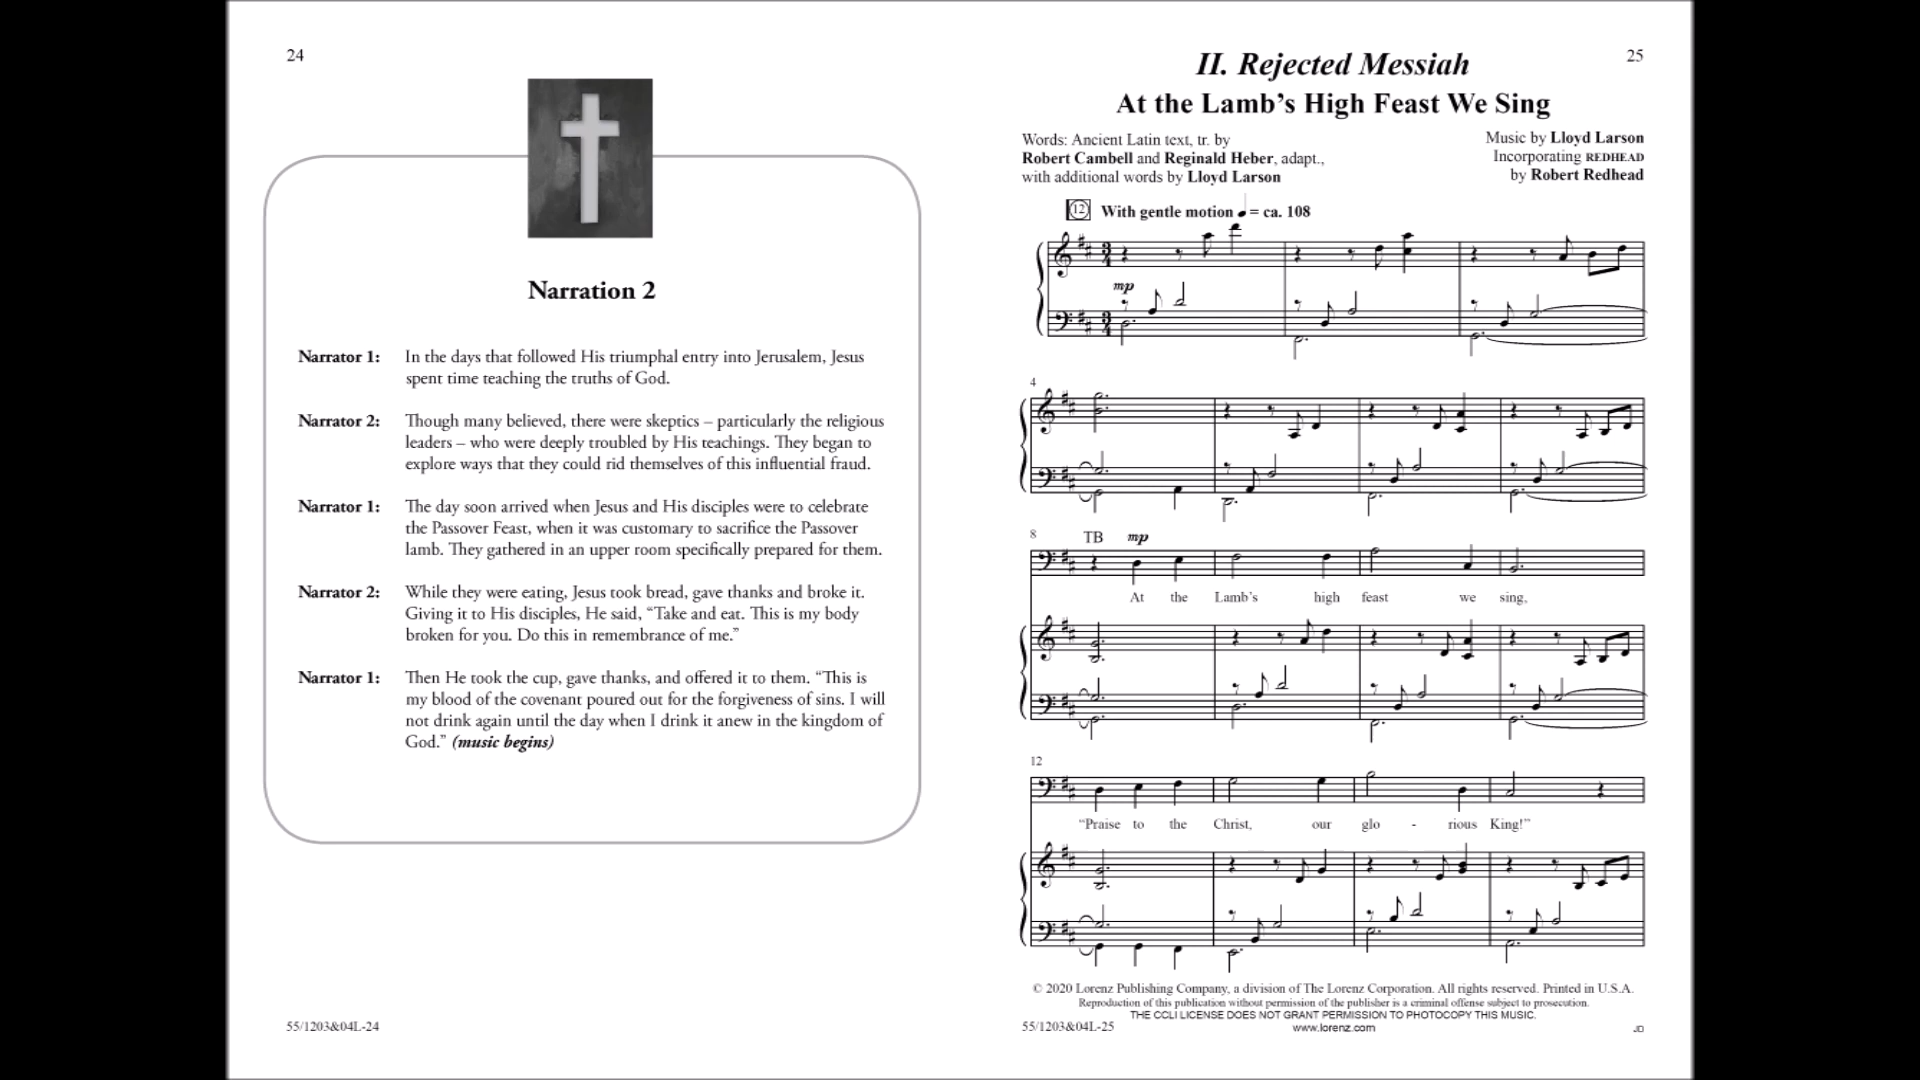 24
Narration 2
Narrator 1: In the days that followed His triumphal entry into Jerusalem, Jesus
spent time teaching the truths of God.
Narrator 2: Though many believed, there were skeptics – particularly the religious
leaders – who were deeply troubled by His teachings. They began to
explore ways that they could rid themselves of this influential fraud.
Narrator 1: The day soon arrived when Jesus and His disciples were to celebrate
the Passover Feast, when it was customary to sacrifice the Passover
lamb. They gathered in an upper room specifically prepared for them.
Narrator 2: While they were eating, Jesus took bread, gave thanks and broke it.
Giving it to His disciples, He said, “Take and eat. This is my body
broken for you. Do this in remembrance of me.”
Narrator 1: Then He took the cup, gave thanks, and offered it to them. “This is
my blood of the covenant poured out for the forgiveness of sins. I will
not drink again until the day when I drink it anew in the kingdom of
God.” (music begins)
55/1203&04L-24
25
II. Rejected Messiah
At the Lamb’s High Feast We Sing
Words: Ancient Latin text, tr. by
Robert Cambell and Reginald Heber, adapt.,
with additional words by Lloyd Larson
Music by Lloyd Larson
Incorporating REDHEAD
by Robert Redhead
12 With gentle motion ♩ = ca. 108
mp
4
8 TB mp
At the Lamb’s high feast we sing,
12
“Praise to the Christ, our glo - rious King!”
© 2020 Lorenz Publishing Company, a division of The Lorenz Corporation. All rights reserved. Printed in U.S.A.
Reproduction of this publication without permission of the publisher is a criminal offense subject to prosecution.
THE CCLI LICENSE DOES NOT GRANT PERMISSION TO PHOTOCOPY THIS MUSIC.
55/1203&04L-25 www.lorenz.com JD